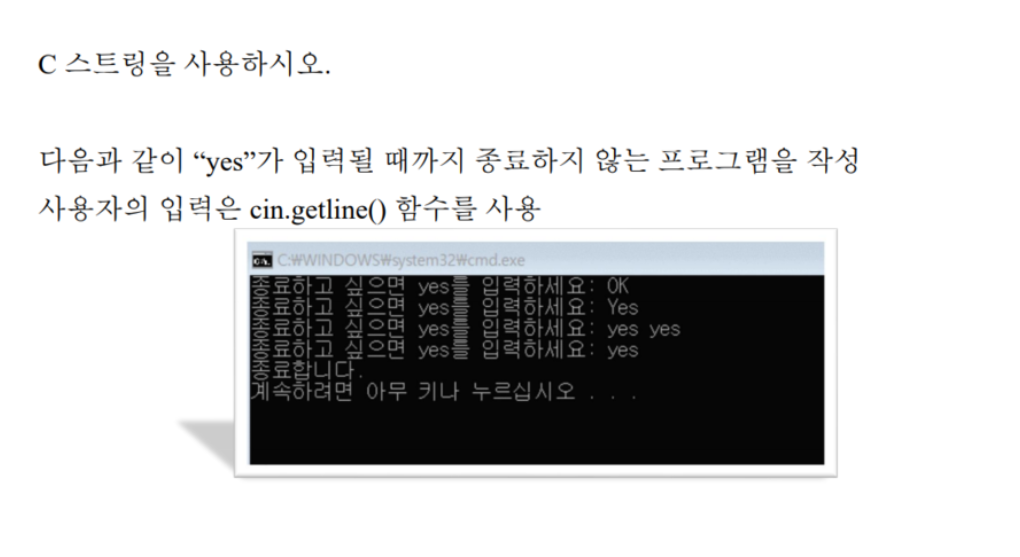 C 스트링을 사용하시오.
다음과 같이 “yes”가 입력될 때까지 종료하지 않는 프로그램을 작성
사용자의 입력은 cin.getline() 함수를 사용
C:₩WINDOWS₩system32₩cmd.exe
종료하고 싶으면 yes를 입력하세요: OK
종료하고 싶으면 yes를 입력하세요: Yes
종료하고 싶으면 yes를 입력하세요: yes yes
종료하고 싶으면 yes를 입력하세요: yes
종료합니다.
계속하려면 아무 키나 누르십시오 . . .